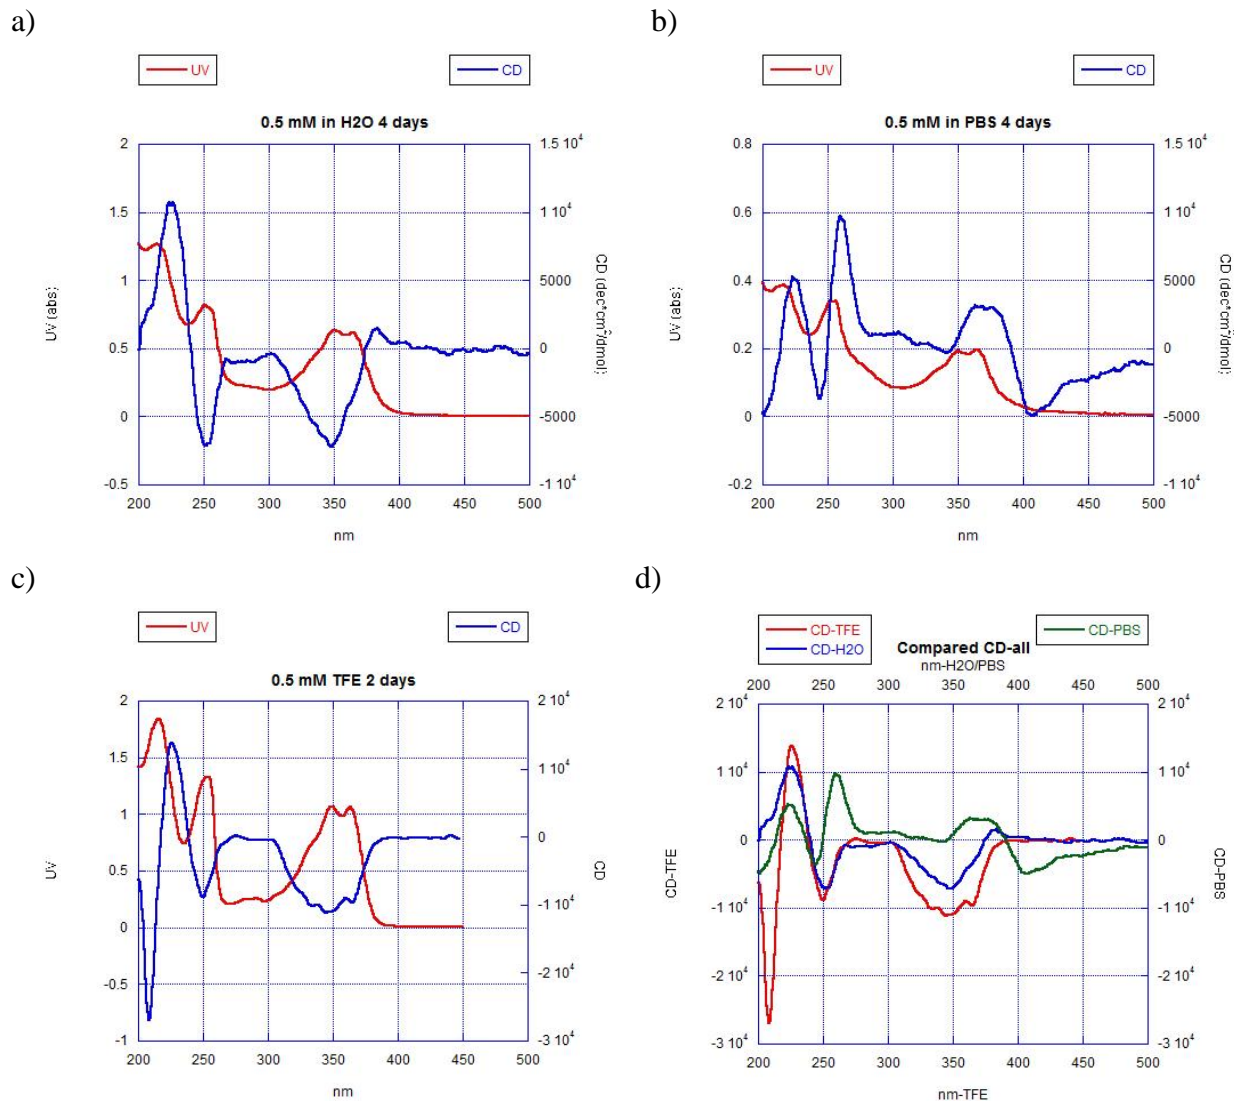 a)
UV
CD
0.5 mM in H2O 4 days
2
1.5
1
0.5
0
-0.5
1.5 10⁴
1 10⁴
5000
0
-5000
-1 10⁴
UV (abs)
CD (dec*cm²/dmol)
200 250 300 350 400 450 500
nm
b)
UV
CD
0.5 mM in PBS 4 days
0.8
0.6
0.4
0.2
0
-0.2
1.5 10⁴
1 10⁴
5000
0
-5000
-1 10⁴
UV (abs)
CD (dec*cm²/dmol)
200 250 300 350 400 450 500
nm
c)
UV
CD
0.5 mM TFE 2 days
2
1.5
1
0.5
0
-0.5
-1
2 10⁴
1 10⁴
0
-1 10⁴
-2 10⁴
-3 10⁴
UV
CD
200 250 300 350 400 450 500
nm
d)
CD-TFE
CD-H2O
CD-PBS
Compared CD-all
nm-H2O/PBS
200 250 300 350 400 450 500
2 10⁴
1 10⁴
0
-1 10⁴
-2 10⁴
-3 10⁴
2 10⁴
1 10⁴
0
-1 10⁴
-2 10⁴
-3 10⁴
CD-TFE
CD-PBS
200 250 300 350 400 450 500
nm-TFE